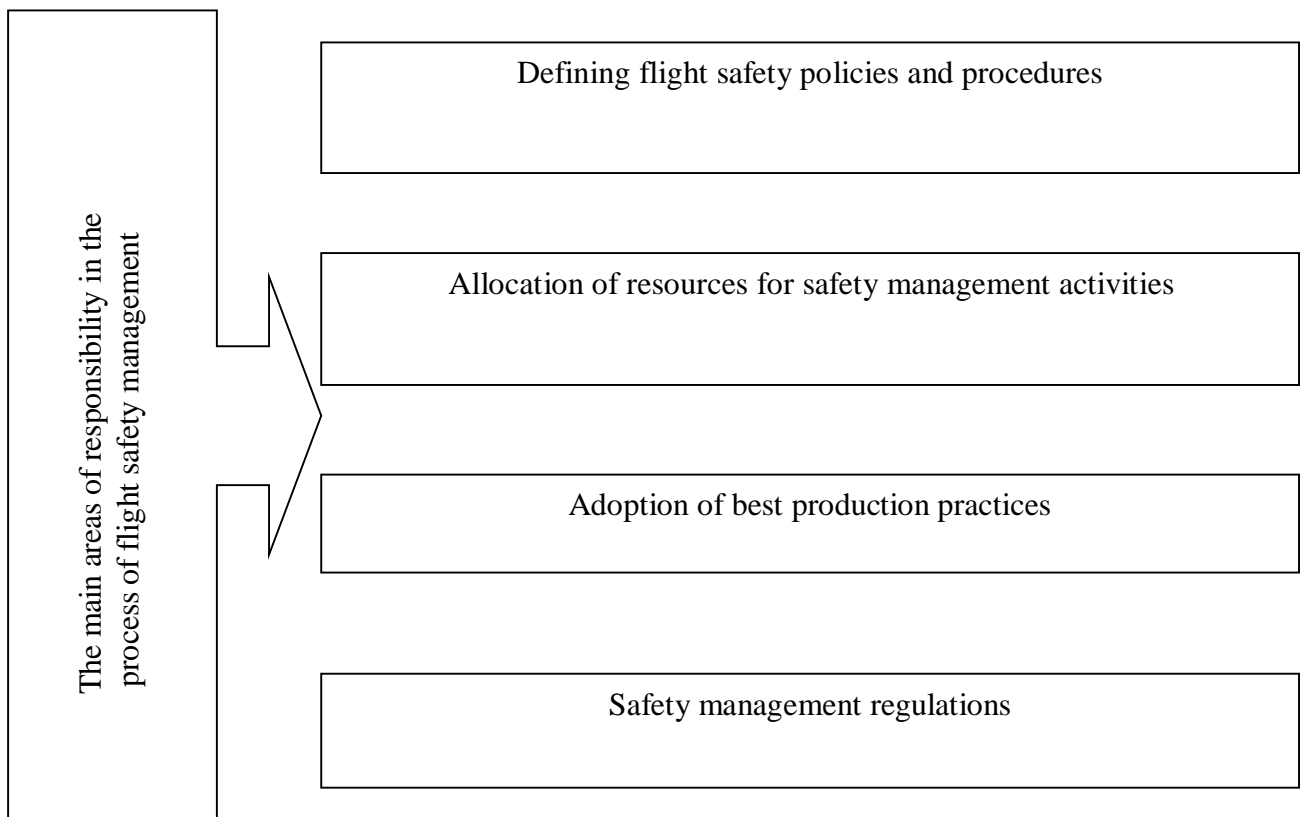 The main areas of responsibility in the
process of flight safety management
Defining flight safety policies and procedures
Allocation of resources for safety management activities
Adoption of best production practices
Safety management regulations